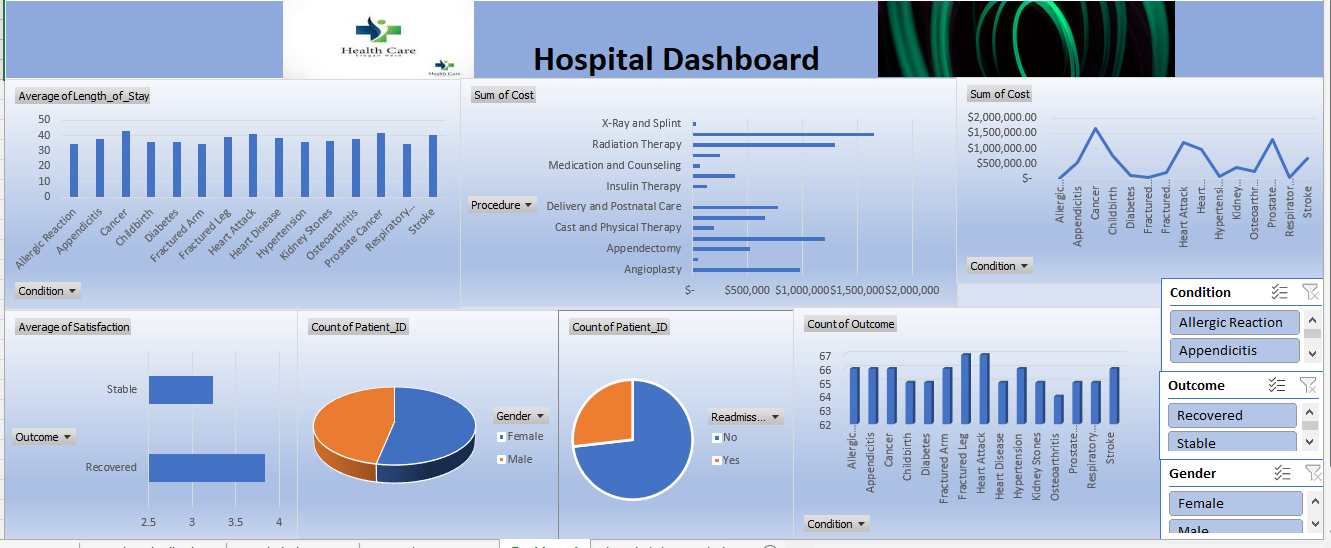 Health Care
Slogan Here
Health Care
Hospital Dashboard
Average of Length_of_Stay
50
40
30
20
10
0
Allergic Reaction
Appendicitis
Cancer
Childbirth
Diabetes
Fractured Arm
Fractured Leg
Heart Attack
Heart Disease
Hypertension
Kidney Stones
Osteoarthritis
Prostate Cancer
Respiratory...
Stroke
Condition
Sum of Cost
X-Ray and Splint
Radiation Therapy
Medication and Counseling
Insulin Therapy
Procedure
Delivery and Postnatal Care
Cast and Physical Therapy
Appendectomy
Angioplasty
$- $500,000 $1,000,000 $1,500,000 $2,000,000
Sum of Cost
$2,000,000.00
$1,500,000.00
$1,000,000.00
$500,000.00
$-
Allergic...
Appendicitis
Cancer
Childbirth
Diabetes
Fractured...
Fractured...
Heart Attack
Heart...
Hypertensi...
Kidney...
Osteoarthr...
Prostate...
Respirator...
Stroke
Condition
Average of Satisfaction
Stable
Outcome
Recovered
2.5 3 3.5 4
Count of Patient_ID
Gender
Female
Male
Count of Patient_ID
Readmiss...
No
Yes
Count of Outcome
67
66
65
64
63
62
Allergic...
Appendicitis
Cancer
Childbirth
Diabetes
Fractured Arm
Fractured Leg
Heart Attack
Heart Disease
Hypertension
Kidney Stones
Osteoarthritis
Prostate...
Respiratory...
Stroke
Condition
Condition
Allergic Reaction
Appendicitis
Outcome
Recovered
Stable
Gender
Female
Male